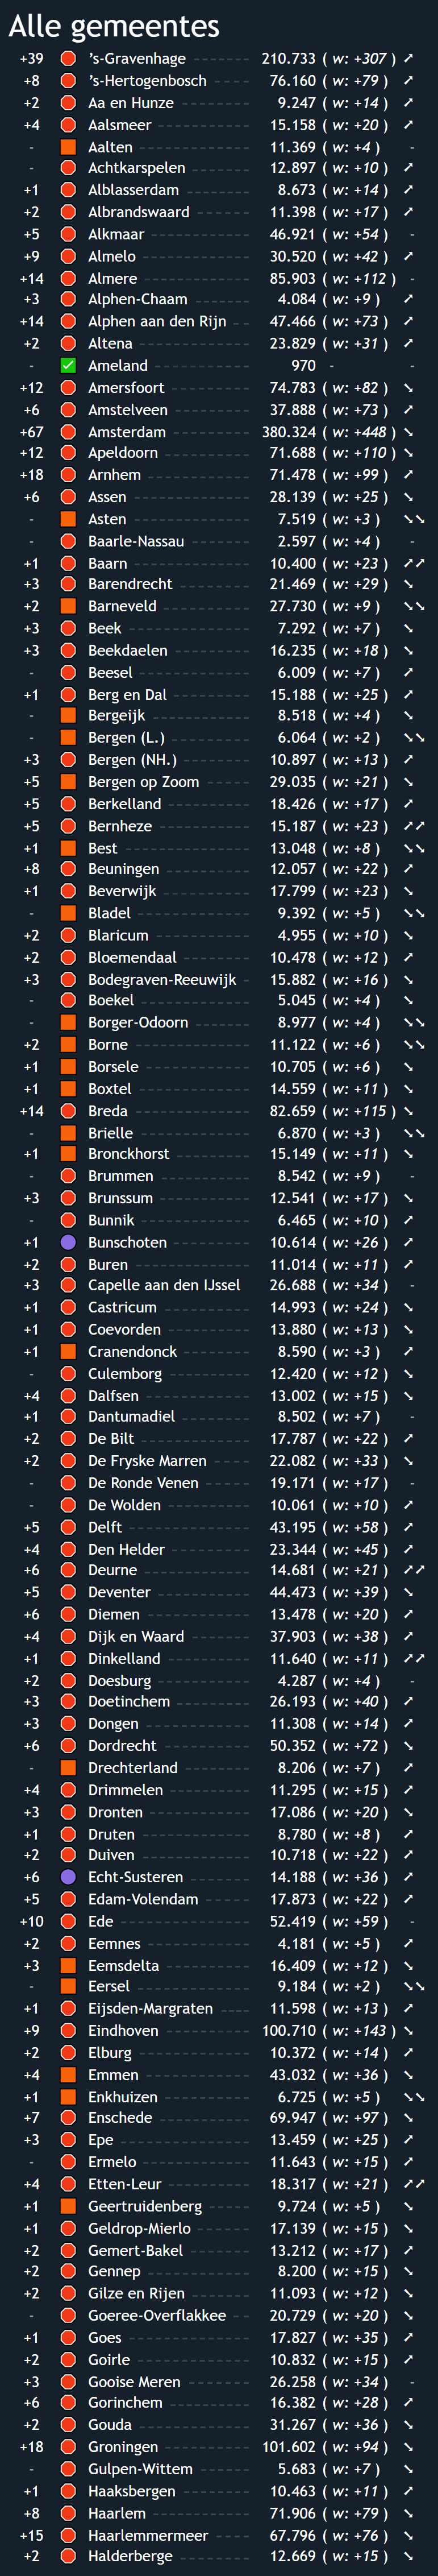 Alle gemeentes
+39 's-Gravenhage 210.733 ( w: +307 )
+8 's-Hertogenbosch 76.160 ( w: +79 )
+2 Aa en Hunze 9.247 ( w: +14 )
+4 Aalsmeer 15.158 ( w: +20 )
- Aalten 11.369 ( w: +4 ) -
- Achtkarspelen 12.897 ( w: +10 )
+1 Alblasserdam 8.673 ( w: +14 )
+2 Albrandswaard 11.398 ( w: +17 )
+5 Alkmaar 46.921 ( w: +54 ) -
+9 Almelo 30.520 ( w: +42 )
+14 Almere 85.903 ( w: +112 ) -
+3 Alphen-Chaam 4.084 ( w: +9 )
+14 Alphen aan den Rijn 47.466 ( w: +73 )
+2 Altena 23.829 ( w: +31 )
- Ameland 970 - -
+12 Amersfoort 74.783 ( w: +82 )
+6 Amstelveen 37.888 ( w: +73 )
+67 Amsterdam 380.324 ( w: +448 )
+12 Apeldoorn 71.688 ( w: +110 )
+18 Arnhem 71.478 ( w: +99 )
+6 Assen 28.139 ( w: +25 )
- Asten 7.519 ( w: +3 )
- Baarle-Nassau 2.597 ( w: +4 ) -
+1 Baarn 10.400 ( w: +23 )
+3 Barendrecht 21.469 ( w: +29 )
+2 Barneveld 27.730 ( w: +9 )
+3 Beek 7.292 ( w: +7 )
+3 Beekdaelen 16.235 ( w: +18 )
- Beesel 6.009 ( w: +7 )
+1 Berg en Dal 15.188 ( w: +25 )
- Bergeijk 8.518 ( w: +4 )
- Bergen (L.) 6.064 ( w: +2 )
+3 Bergen (NH.) 10.897 ( w: +13 )
+5 Bergen op Zoom 29.035 ( w: +21 )
+5 Berkelland 18.426 ( w: +17 )
+5 Bernheze 15.187 ( w: +23 )
+1 Best 13.048 ( w: +8 )
+8 Beuningen 12.057 ( w: +22 )
+1 Beverwijk 17.799 ( w: +23 )
- Bladel 9.392 ( w: +5 )
+2 Blaricum 4.955 ( w: +10 )
+2 Bloemendaal 10.478 ( w: +12 )
+3 Bodegraven-Reeuwijk 15.882 ( w: +16 )
- Boekel 5.045 ( w: +4 )
- Borger-Odoorn 8.977 ( w: +4 )
+2 Borne 11.122 ( w: +6 )
+1 Borsele 10.705 ( w: +6 )
+1 Boxtel 14.559 ( w: +11 )
+14 Breda 82.659 ( w: +115 )
- Brielle 6.870 ( w: +3 )
+1 Bronckhorst 15.149 ( w: +11 )
- Brummen 8.542 ( w: +9 ) -
+3 Brunssum 12.541 ( w: +17 )
- Bunnik 6.465 ( w: +10 )
+1 Bunschoten 10.614 ( w: +26 )
+2 Buren 11.014 ( w: +11 )
+3 Capelle aan den IJssel 26.688 ( w: +34 ) -
+1 Castricum 14.993 ( w: +24 )
+1 Coevorden 13.880 ( w: +13 )
+1 Cranendonck 8.590 ( w: +3 )
- Culemborg 12.420 ( w: +12 )
+4 Dalfsen 13.002 ( w: +15 )
+1 Dantumadiel 8.502 ( w: +7 ) -
+2 De Bilt 17.787 ( w: +22 )
+2 De Fryske Marren 22.082 ( w: +33 )
- De Ronde Venen 19.171 ( w: +17 ) -
- De Wolden 10.061 ( w: +10 )
+5 Delft 43.195 ( w: +58 )
+4 Den Helder 23.344 ( w: +45 )
+6 Deurne 14.681 ( w: +21 )
+5 Deventer 44.473 ( w: +39 )
+6 Diemen 13.478 ( w: +20 )
+4 Dijk en Waard 37.903 ( w: +38 )
+1 Dinkelland 11.640 ( w: +11 )
+2 Doesburg 4.287 ( w: +4 ) -
+3 Doetinchem 26.193 ( w: +40 )
+3 Dongen 11.308 ( w: +14 )
+6 Dordrecht 50.352 ( w: +72 )
- Drechterland 8.206 ( w: +7 )
+4 Drimmelen 11.295 ( w: +15 )
+3 Dronten 17.086 ( w: +20 )
+1 Druten 8.780 ( w: +8 )
+2 Duiven 10.718 ( w: +22 )
+6 Echt-Susteren 14.188 ( w: +36 )
+5 Edam-Volendam 17.873 ( w: +22 )
+10 Ede 52.419 ( w: +59 ) -
+2 Eemnes 4.181 ( w: +5 )
+3 Eemsdelta 16.409 ( w: +12 )
- Eersel 9.184 ( w: +2 )
+1 Eijsden-Margraten 11.598 ( w: +13 )
+9 Eindhoven 100.710 ( w: +143 )
+2 Elburg 10.372 ( w: +14 )
+4 Emmen 43.032 ( w: +36 )
+1 Enkhuizen 6.725 ( w: +5 )
+7 Enschede 69.947 ( w: +97 )
+3 Epe 13.459 ( w: +25 )
- Ermelo 11.643 ( w: +15 )
+4 Etten-Leur 18.317 ( w: +21 )
+1 Geertruidenberg 9.724 ( w: +5 )
+1 Geldrop-Mierlo 17.139 ( w: +15 )
+2 Gemert-Bakel 13.212 ( w: +17 )
+2 Gennep 8.200 ( w: +15 )
+2 Gilze en Rijen 11.093 ( w: +12 )
- Goeree-Overflakkee 20.729 ( w: +20 )
+1 Goes 17.827 ( w: +35 )
+2 Goirle 10.832 ( w: +15 )
+3 Gooise Meren 26.258 ( w: +34 ) -
+6 Gorinchem 16.382 ( w: +28 )
+2 Gouda 31.267 ( w: +36 )
+18 Groningen 101.602 ( w: +94 )
- Gulpen-Wittem 5.683 ( w: +7 )
+1 Haaksbergen 10.463 ( w: +11 )
+8 Haarlem 71.906 ( w: +79 )
+15 Haarlemmermeer 67.796 ( w: +76 )
+2 Halderberge 12.669 ( w: +15 )